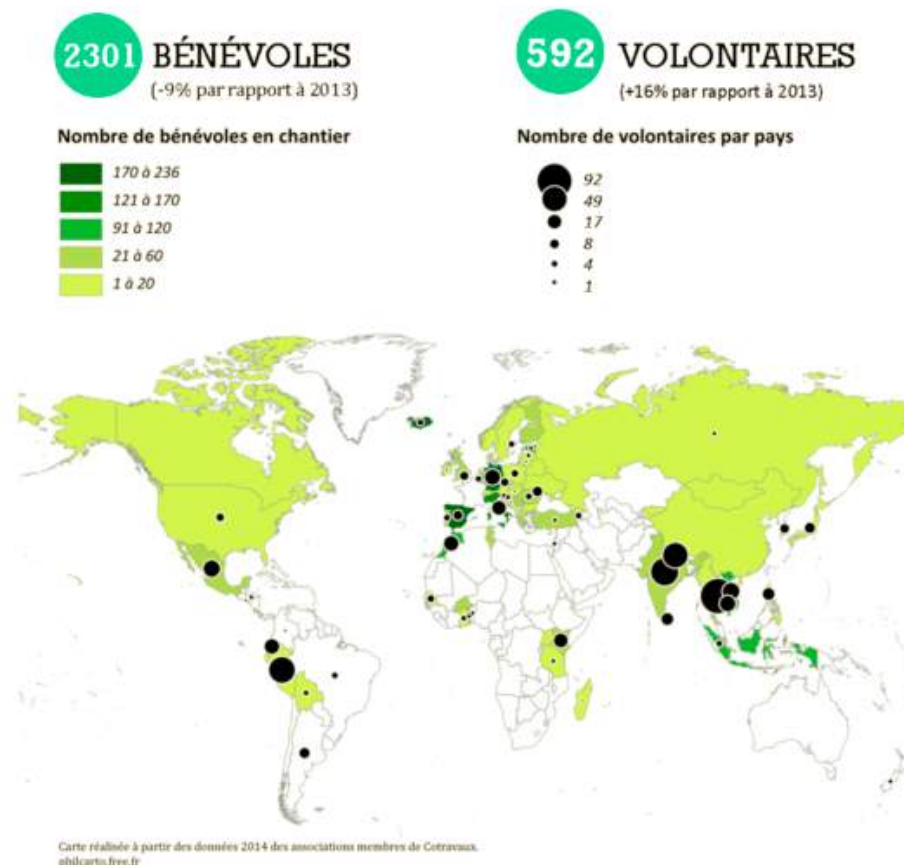 2301 BÉNÉVOLES
(-9% par rapport à 2013)
Nombre de bénévoles en chantier
170 à 236
121 à 170
91 à 120
21 à 60
1 à 20
592 VOLONTAIRES
(+16% par rapport à 2013)
Nombre de volontaires par pays
92
49
17
8
4
1
Carte réalisée à partir des données 2014 des associations membres de Cotravaux.
philcarto.free.fr